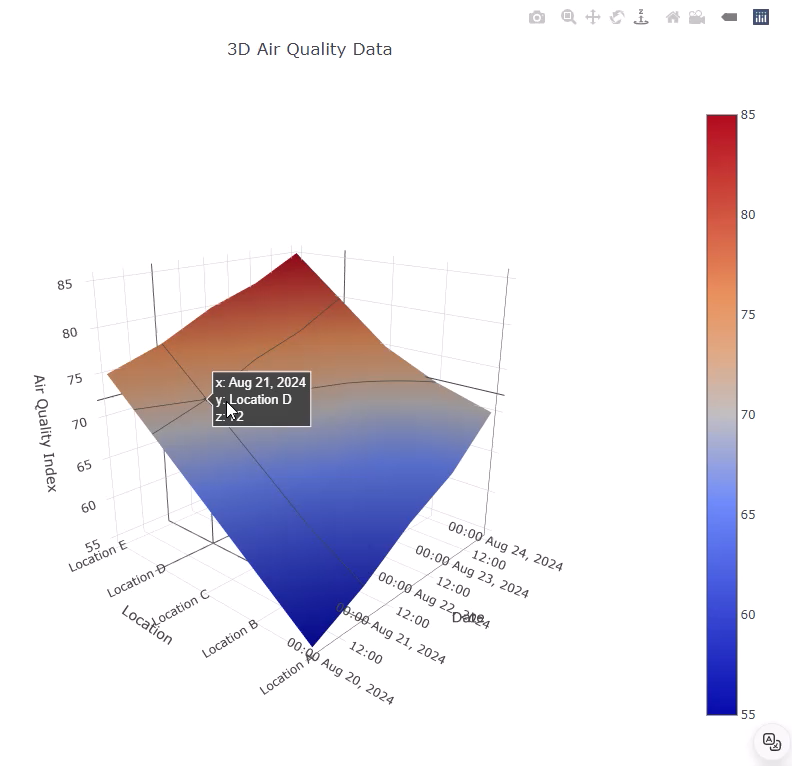 3D Air Quality Data
85
80
75
70
65
60
55
Air Quality Index
x: Aug 21, 2024
y: Location D
z:
Location E
Location D
Location C
Location B
Location A
Location
00:00 Aug 24, 2024
12:00
00:00 Aug 23, 2024
12:00
00:00 Aug 22, 2024
12:00
00:00 Aug 21, 2024
12:00
00:00 Aug 20, 2024
Date
85
80
75
70
65
60
55